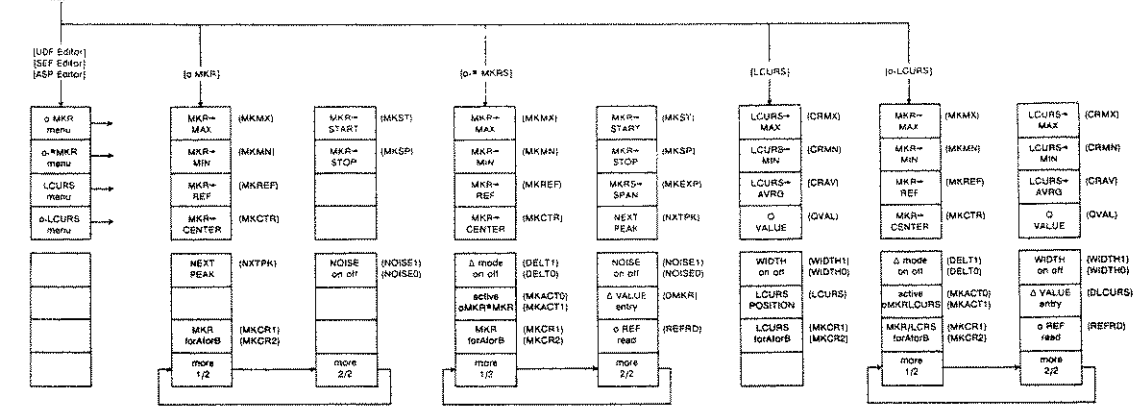 [UDF Editor]
[SEF Editor]
[ASP Editor]
[o MKR]
[o-* MKRS]
[LCURS]
[o-LCURS]
o MKR
menu
o-*MKR
menu
LCURS
menu
o-LCURS
menu
MKR→
MAX
(MKMX)
MKR→
MIN
(MKMN)
MKR→
REF
(MKREF)
MKR→
CENTER
(MKCTR)
NEXT
PEAK
(NXTPK)
MKR
forAforB
(MKCR1)
(MKCR2)
more
1/2
MKR→
START
(MKST)
MKR→
STOP
(MKSP)
NOISE
on off
(NOISE1)
(NOISE0)
more
2/2
MKR→
MAX
(MKMX)
MKR→
MIN
(MKMN)
MKR→
REF
(MKREF)
MKR→
CENTER
(MKCTR)
Δ mode
on off
(DELT1)
(DELT0)
active
oMKR*MKR
(MKACT0)
(MKACT1)
MKR
forAforB
(MKCR1)
(MKCR2)
more
1/2
MKR→
START
MKR→
STOP
(MKSP)
MKRS→
SPAN
(MKEXP)
NEXT
PEAK
(NXTPK)
NOISE
on off
(NOISE1)
(NOISE0)
Δ VALUE
entry
(DMKR)
o REF
read
(REFRD)
more
2/2
LCURS→
MAX
(CRMX)
LCURS→
MIN
(CRMN)
LCURS→
AVRG
(CRAV)
Q
VALUE
(QVAL)
WIDTH
on off
(WIDTH1)
(WIDTH0)
LCURS
POSITION
(LCURS)
LCURS
forAforB
(MKCR1)
(MKCR2)
MKR→
MAX
(MKMX)
MKR→
MIN
(MKMN)
MKR→
REF
(MKREF)
MKR→
CENTER
(MKCTR)
Δ mode
on off
(DELT1)
(DELT0)
active
oMKR/LCURS
(MKACT0)
(MKACT1)
MKR/LCRS
forAforB
(MKCR1)
(MKCR2)
more
1/2
LCURS→
MAX
(CRMX)
LCURS→
MIN
(CRMN)
LCURS→
AVRG
(CRAV)
Q
VALUE
(QVAL)
WIDTH
on off
(WIDTH1)
(WIDTH0)
Δ VALUE
entry
(DLCURS)
o REF
read
(REFRD)
more
2/2